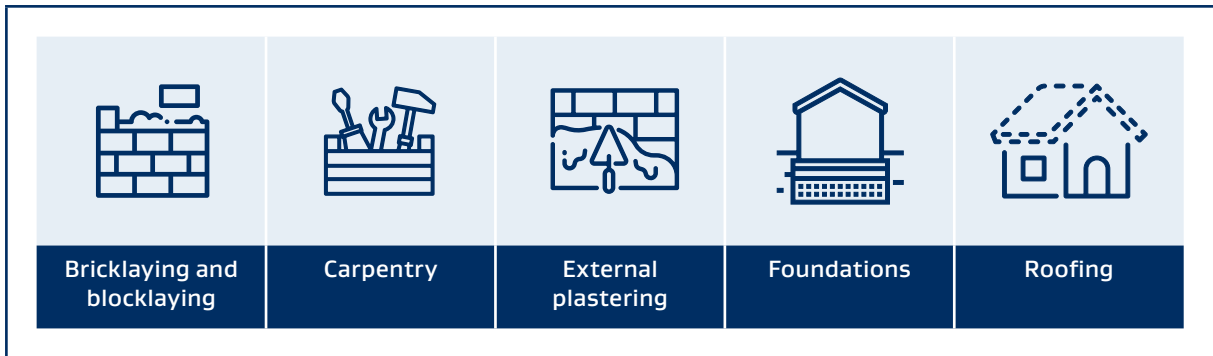 Bricklaying and
blocklaying
Carpentry
External
plastering
Foundations
Roofing